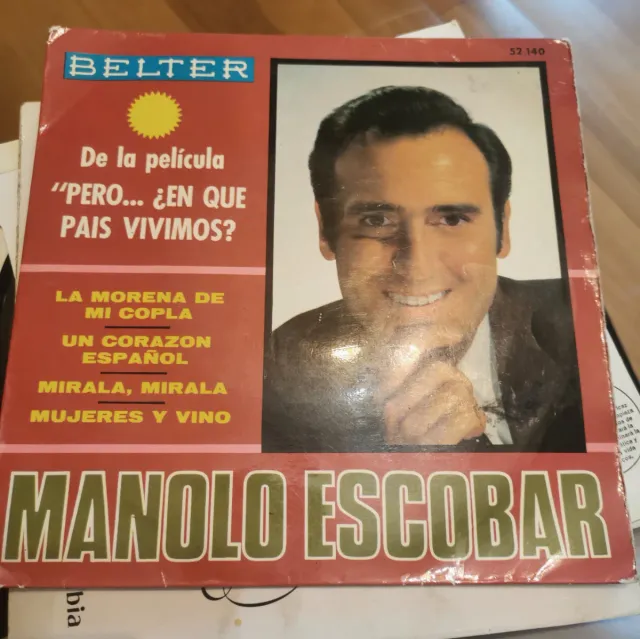 BELTER
52 140
De la película
"PERO... ¿EN QUE
PAIS VIVIMOS?
LA MORENA DE
MI COPLA
UN CORAZON
ESPAÑOL
MIRALA, MIRALA
MUJERES Y VINO
MANOLO ESCOBAR
bia